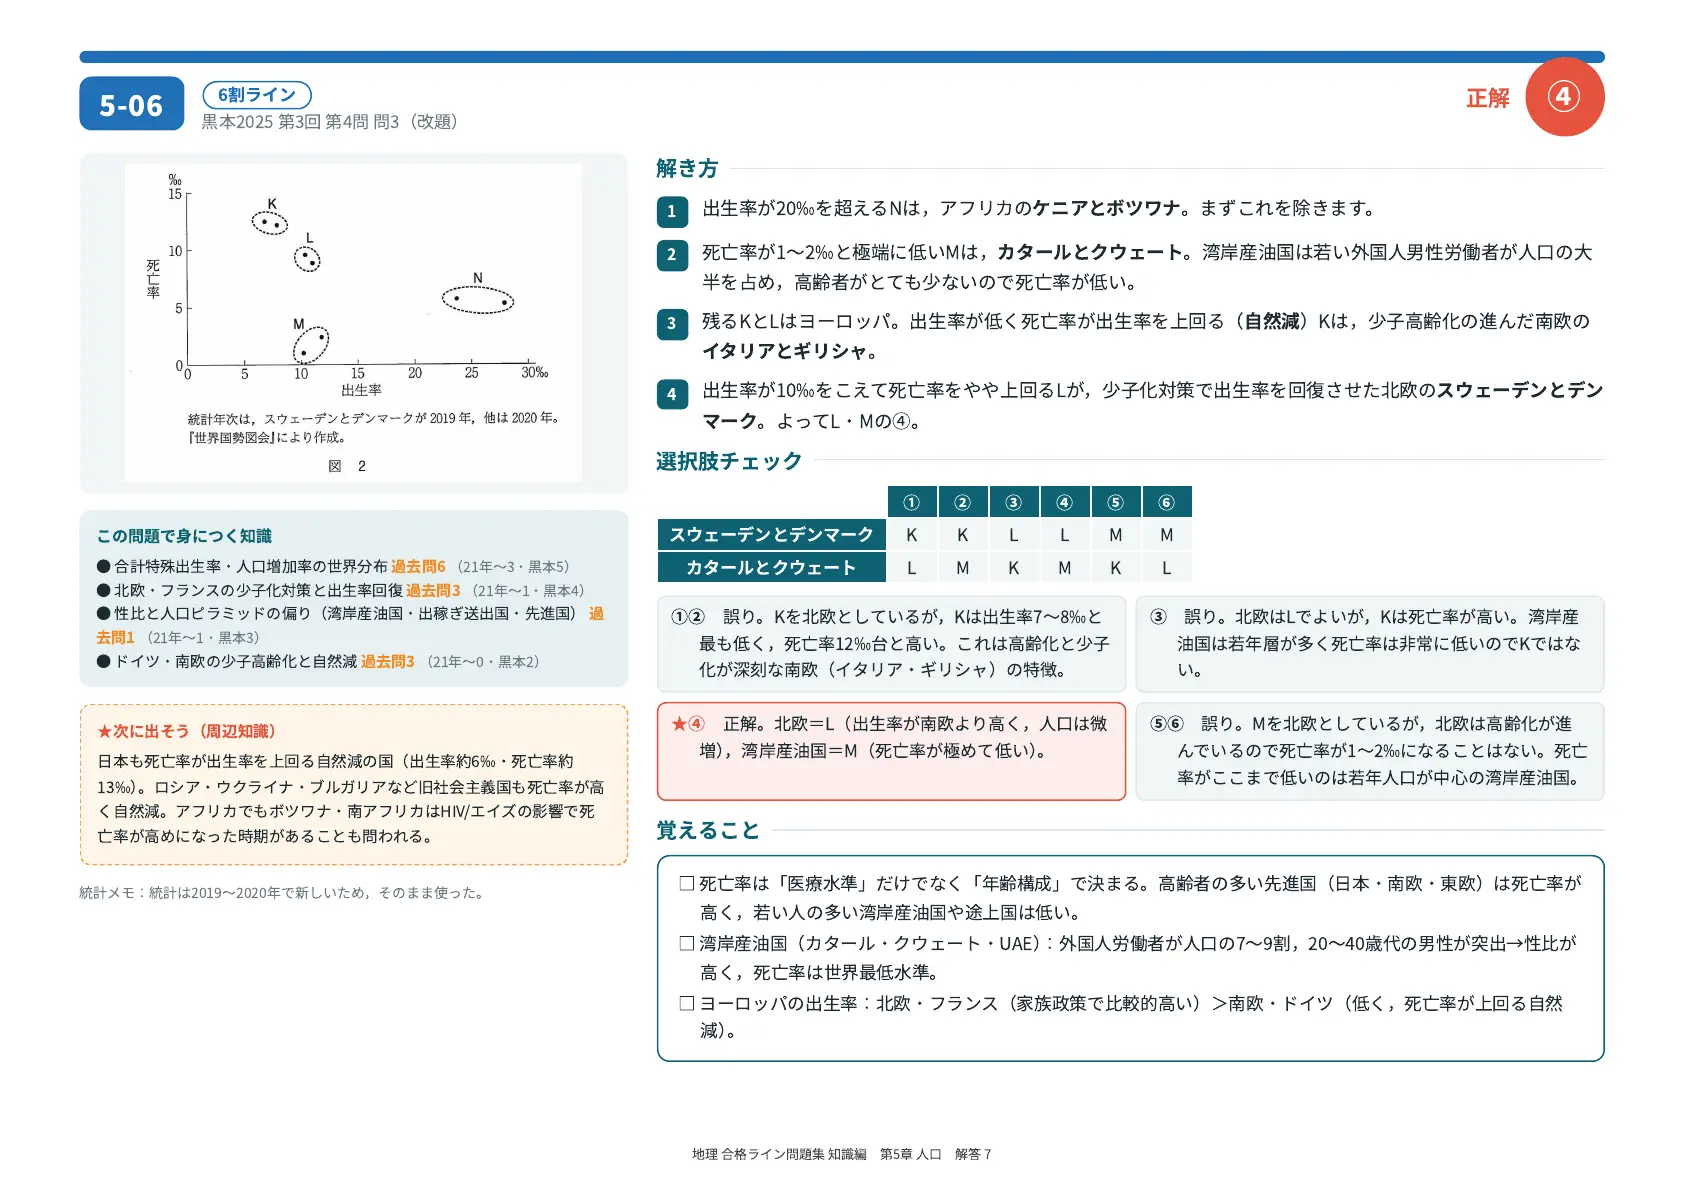 5-06
6割ライン
黒本2025 第3回 第4問 問3（改題）
正解 ④
‰
15
10
5
0
死亡率
K
L
M
N
0 5 10 15 20 25 30‰
出生率
統計年次は，スウェーデンとデンマークが 2019 年，他は 2020 年。
『世界国勢図会』により作成。
図 2
この問題で身につく知識
● 合計特殊出生率・人口増加率の世界分布 過去問6（21年〜3・黒本5）
● 北欧・フランスの少子化対策と出生率回復 過去問3（21年〜1・黒本4）
● 性比と人口ピラミッドの偏り（湾岸産油国・出稼ぎ送出国・先進国） 過
去問1（21年〜1・黒本3）
● ドイツ・南欧の少子高齢化と自然減 過去問3（21年〜0・黒本2）
★次に出そう（周辺知識）
日本も死亡率が出生率を上回る自然減の国（出生率約6‰・死亡率約
13‰）。ロシア・ウクライナ・ブルガリアなど旧社会主義国も死亡率が高
く自然減。アフリカでもボツワナ・南アフリカはHIV/エイズの影響で死
亡率が高めになった時期があることも問われる。
統計メモ：統計は2019〜2020年で新しいため，そのまま使った。
解き方
1 出生率が20‰を超えるNは，アフリカのケニアとボツワナ。まずこれを除きます。
2 死亡率が1〜2‰と極端に低いMは，カタールとクウェート。湾岸産油国は若い外国人男性労働者が人口の大
半を占め，高齢者がとても少ないので死亡率が低い。
3 残るKとLはヨーロッパ。出生率が低く死亡率が出生率を上回る（自然減）Kは，少子高齢化の進んだ南欧の
イタリアとギリシャ。
4 出生率が10‰をこえて死亡率をやや上回るLが，少子化対策で出生率を回復させた北欧のスウェーデンとデン
マーク。よってL・Mの④。
選択肢チェック
① ② ③ ④ ⑤ ⑥
スウェーデンとデンマーク K K L L M M
カタールとクウェート L M K M K L
①② 誤り。Kを北欧としているが，Kは出生率7〜8‰と
最も低く，死亡率12‰台と高い。これは高齢化と少子
化が深刻な南欧（イタリア・ギリシャ）の特徴。
③ 誤り。北欧はLでよいが，Kは死亡率が高い。湾岸産
油国は若年層が多く死亡率は非常に低いのでKではな
い。
★④ 正解。北欧＝L（出生率が南欧より高く，人口は微
増），湾岸産油国＝M（死亡率が極めて低い）。
⑤⑥ 誤り。Mを北欧としているが，北欧は高齢化が進
んでいるので死亡率が1〜2‰になることはない。死亡
率がここまで低いのは若年人口が中心の湾岸産油国。
覚えること
□ 死亡率は「医療水準」だけでなく「年齢構成」で決まる。高齢者の多い先進国（日本・南欧・東欧）は死亡率が
高く，若い人の多い湾岸産油国や途上国は低い。
□ 湾岸産油国（カタール・クウェート・UAE）：外国人労働者が人口の7〜9割，20〜40歳代の男性が突出→性比が
高く，死亡率は世界最低水準。
□ ヨーロッパの出生率：北欧・フランス（家族政策で比較的高い）＞南欧・ドイツ（低く，死亡率が上回る自然
減）。
地理 合格ライン問題集 知識編 第5章 人口 解答 7